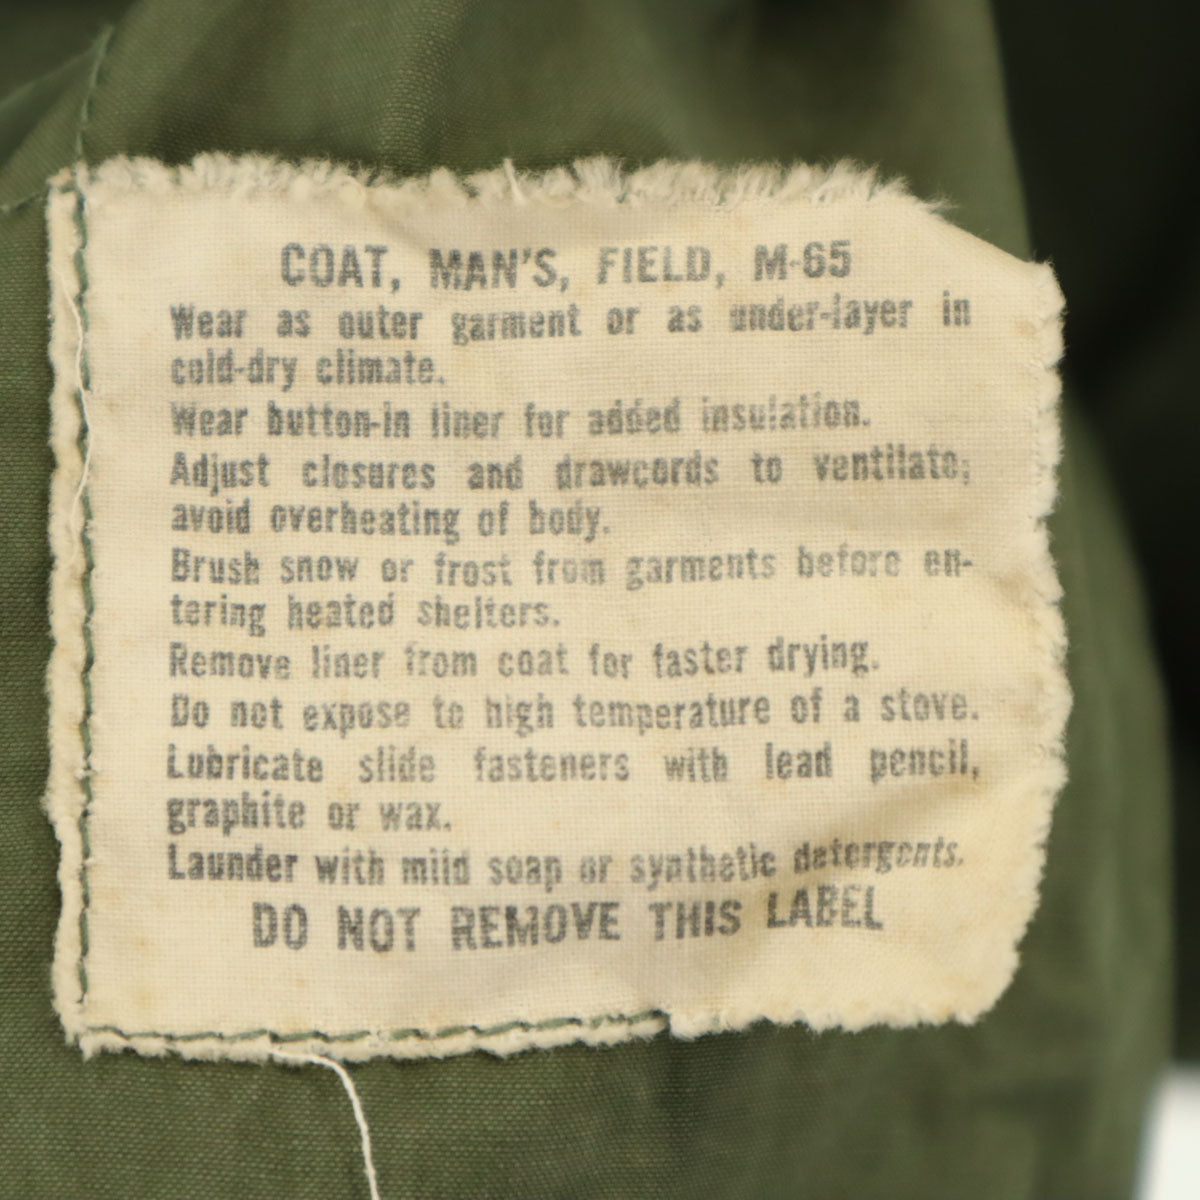 COAT, MAN'S, FIELD, M-65
Wear as outer garment or as under-layer in
cold-dry climate.
Wear button-in liner for added insulation.
Adjust closures and drawcords to ventilate;
avoid overheating of body.
Brush snow or frost from garments before en-
tering heated shelters.
Remove liner from coat for faster drying.
Do not expose to high temperature of a stove.
Lubricate slide fasteners with lead pencil,
graphite or wax.
Launder with mild soap or synthetic detergents.
DO NOT REMOVE THIS LABEL